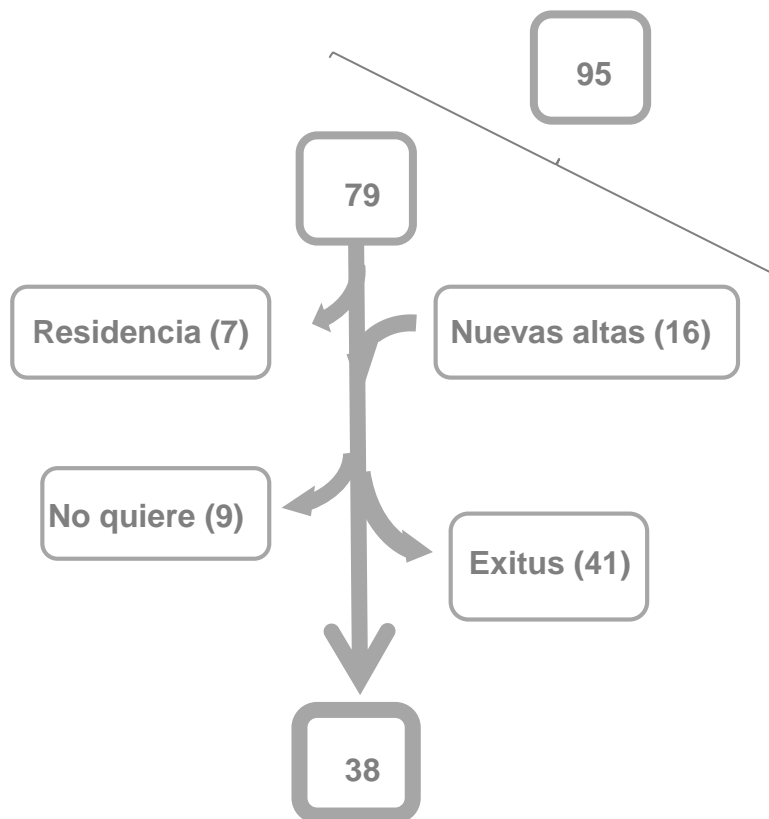 95
79
Residencia (7)
Nuevas altas (16)
No quiere (9)
Exitus (41)
38